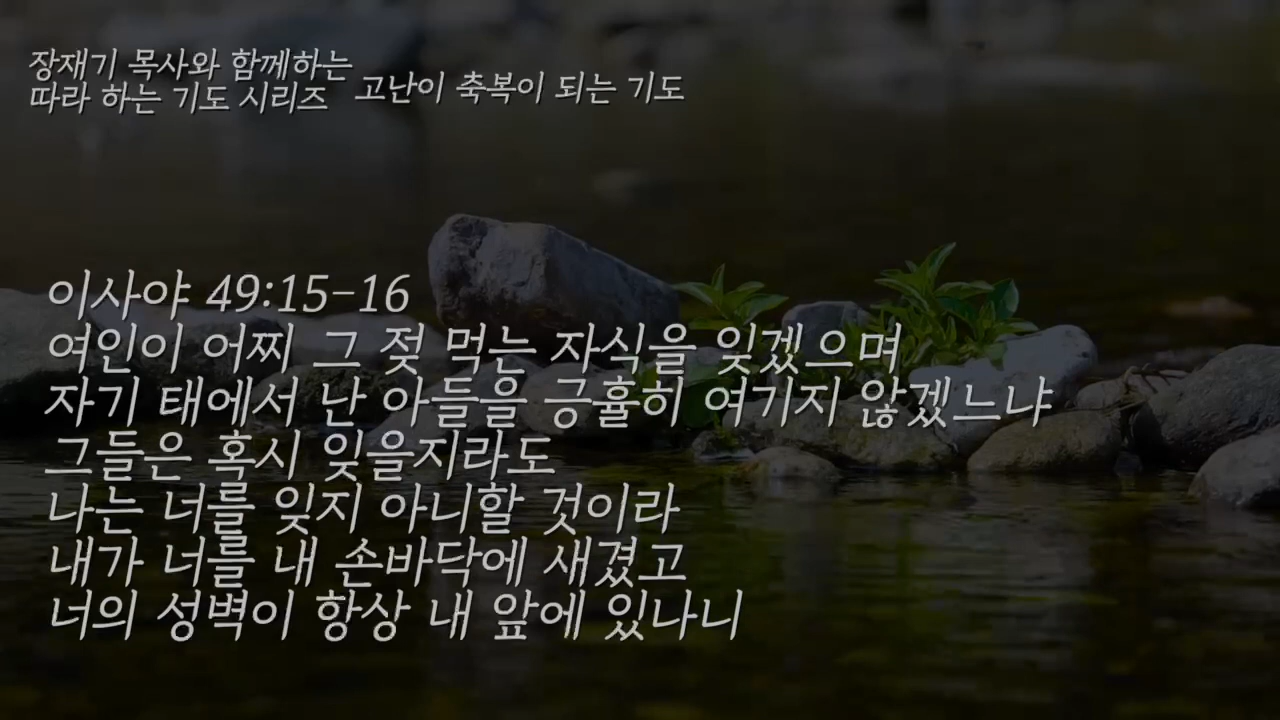 장재기 목사와 함께하는
따라 하는 기도 시리즈
고난이 축복이 되는 기도
이사야 49:15-16
여인이 어찌 그 젖 먹는 자식을 잊겠으며
자기 태에서 난 아들을 긍휼히 여기지 않겠느냐
그들은 혹시 잊을지라도
나는 너를 잊지 아니할 것이라
내가 너를 내 손바닥에 새겼고
너의 성벽이 항상 내 앞에 있나니